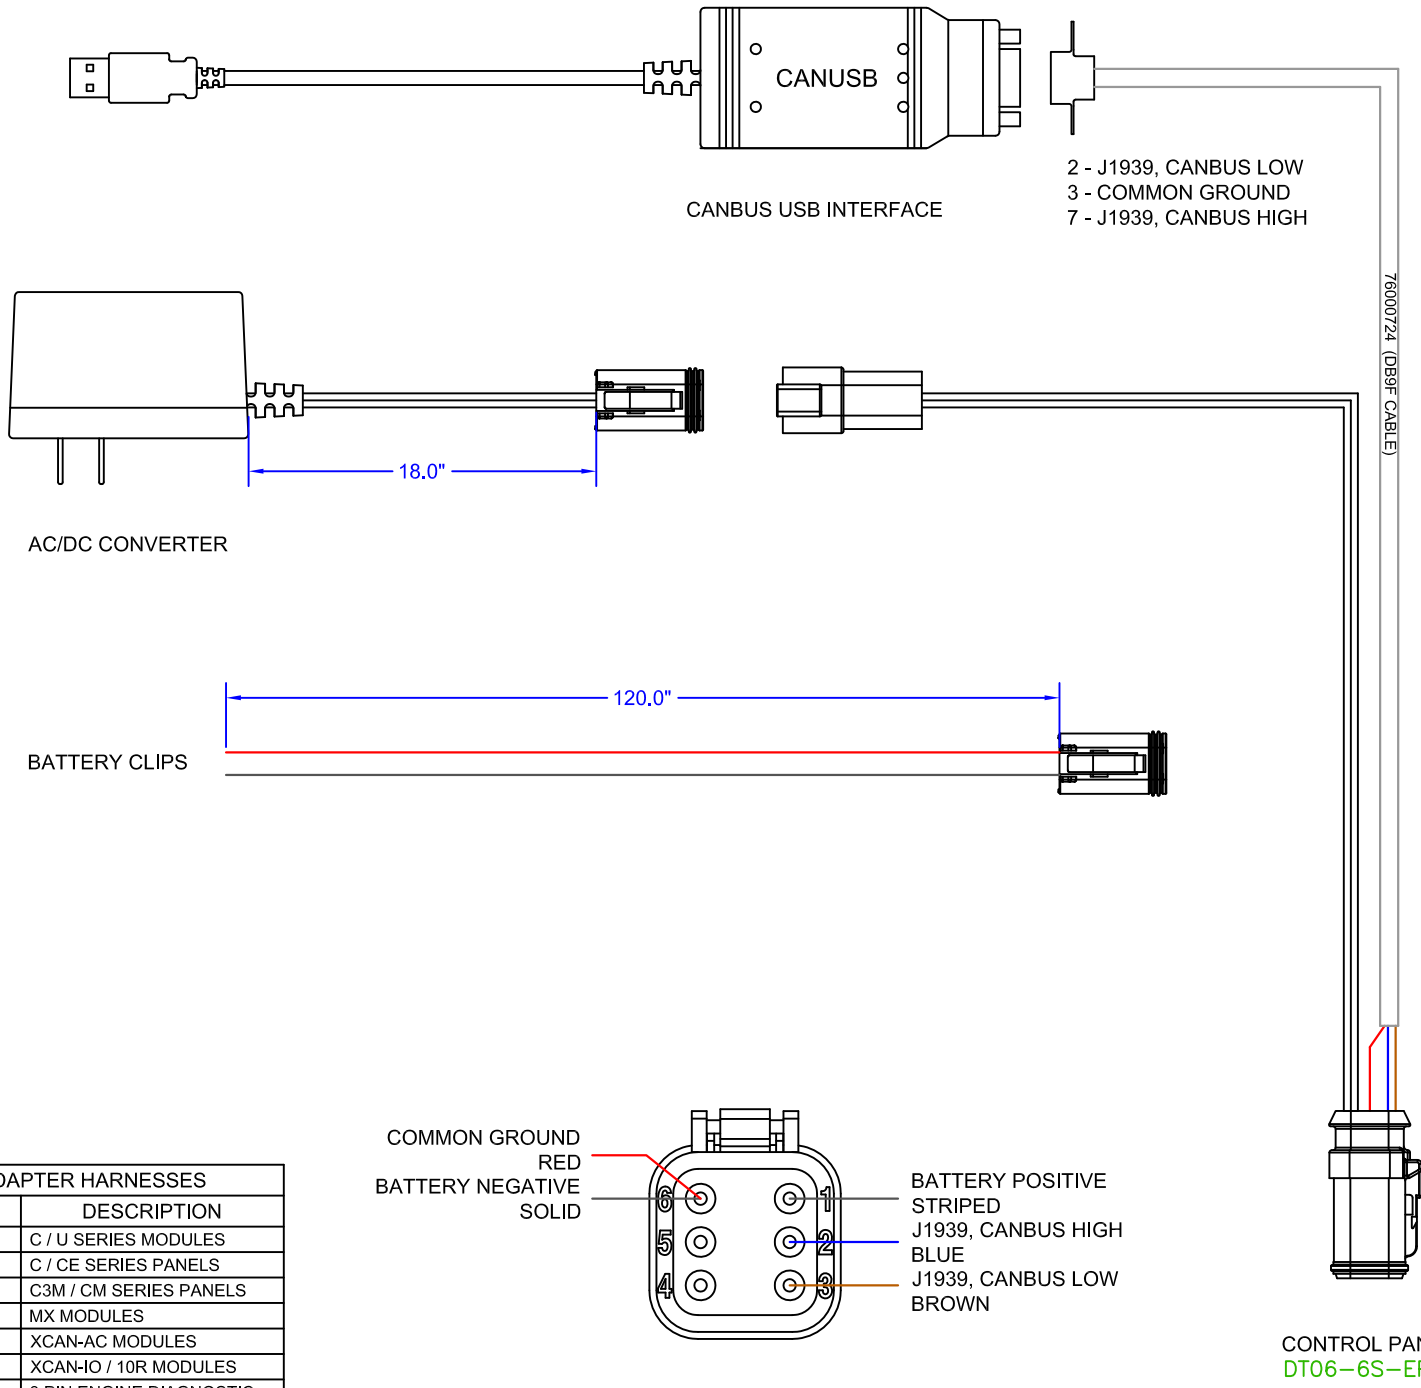 CANUSB
CANBUS USB INTERFACE
2 - J1939, CANBUS LOW
3 - COMMON GROUND
7 - J1939, CANBUS HIGH
76000724 (DB9F CABLE)
18.0"
AC/DC CONVERTER
120.0"
BATTERY CLIPS
COMMON GROUND
RED
BATTERY NEGATIVE
SOLID
6
5
4
1
2
3
BATTERY POSITIVE
STRIPED
J1939, CANBUS HIGH
BLUE
J1939, CANBUS LOW
BROWN
DAPTER HARNESSES
DESCRIPTION
C / U SERIES MODULES
C / CE SERIES PANELS
C3M / CM SERIES PANELS
MX MODULES
XCAN-AC MODULES
XCAN-IO / 10R MODULES
PIN ENGINE DIAGNOSTIC
CONTROL PAN
DT06-6S-E